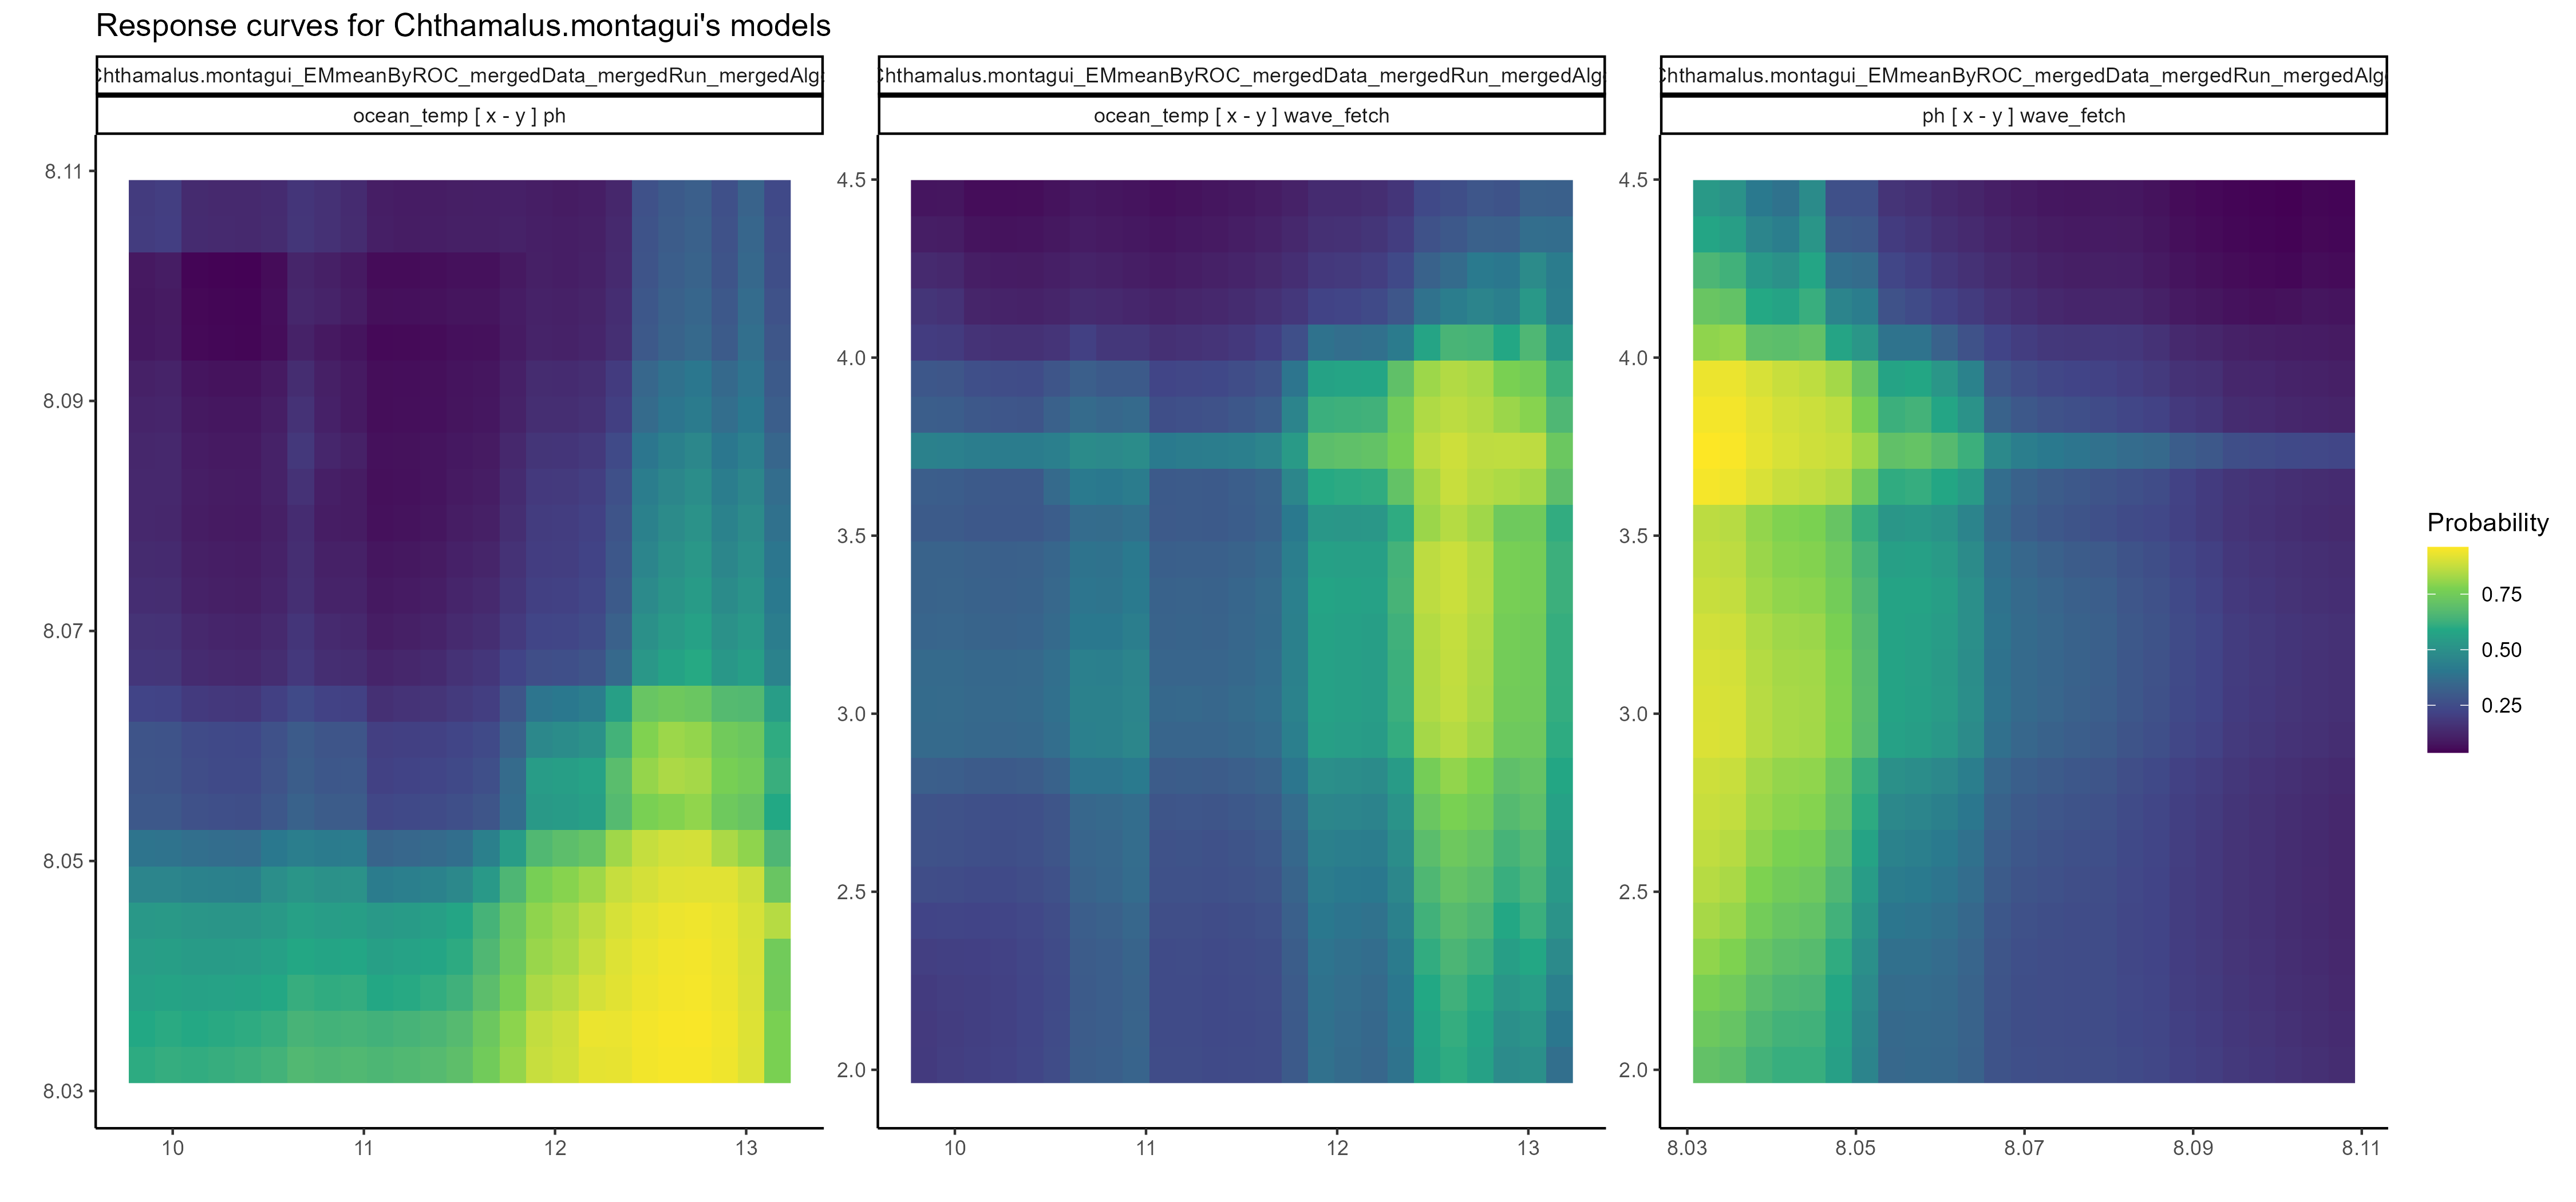 Response curves for Chthamalus.montagui's models
Chthamalus.montagui_EMmeanByROC_mergedData_mergedRun_mergedAlg
Chthamalus.montagui_EMmeanByROC_mergedData_mergedRun_mergedAlg
Chthamalus.montagui_EMmeanByROC_mergedData_mergedRun_mergedAlg
ocean_temp [ x - y ] ph
ocean_temp [ x - y ] wave_fetch
ph [ x - y ] wave_fetch
8.11
8.09
8.07
8.05
8.03
10 11 12 13
4.5
4.0
3.5
3.0
2.5
2.0
10 11 12 13
4.5
4.0
3.5
3.0
2.5
2.0
8.03 8.05 8.07 8.09 8.11
Probability
0.75
0.50
0.25